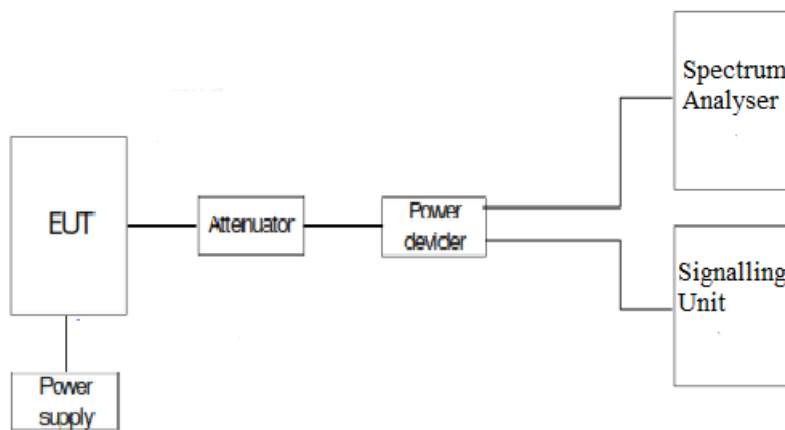 Spectrum
Analyser
EUT
Attenuator
Power
devider
Signalling
Unit
Power
supply